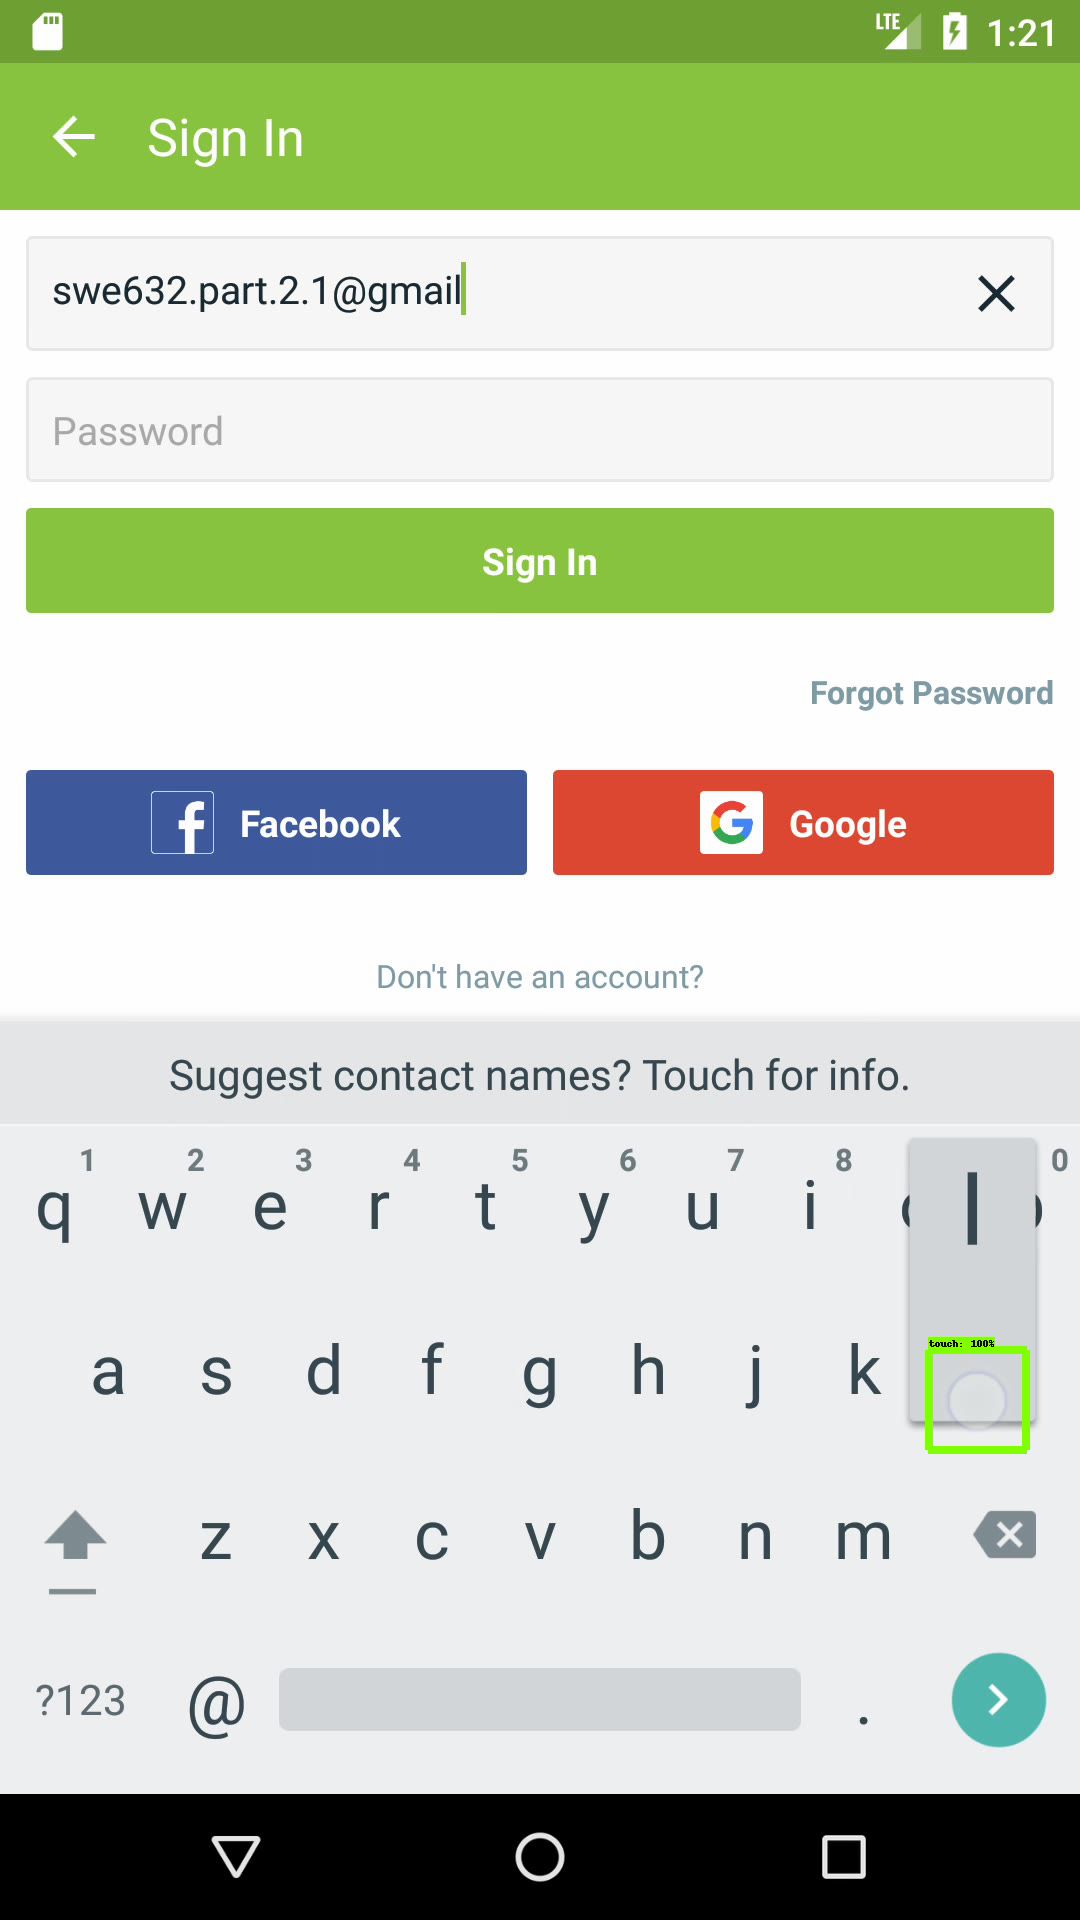 LTE 1:21
Sign In
swe632.part.2.1@gmail
Password
Sign In
Forgot Password
Facebook
Google
Don't have an account?
Suggest contact names? Touch for info.
1 2 3 4 5 6 7 8 0
q w e r t y u i l
touch: 100%
a s d f g h j k
z x c v b n m
?123 @ .